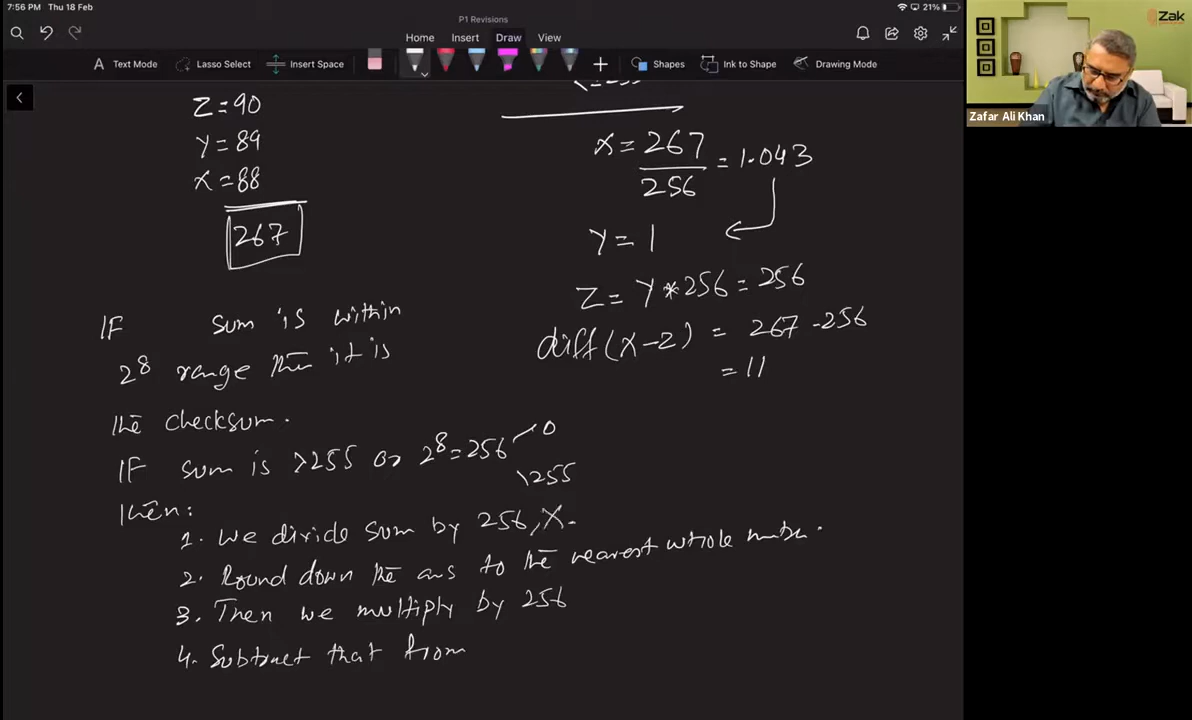 7:56 PM Thu 18 Feb
21%
P1 Revisions
Home Insert Draw View
Text Mode
Lasso Select
Insert Space
Shapes
Ink to Shape
Drawing Mode
Zak
Zafar Ali Khan
Z = 90
Y = 89
X = 88
267
X = 267
256
= 1.043
Y = 1
Z = Y * 256 = 256
diff (X - Z) = 267 - 256
= 11
IF sum is within
2^8 range then it is
the checksum.
IF sum is >255 or 2^8 = 256
0
255
then:
1. We divide sum by 256, X.
2. Round down the ans to the nearest whole number.
3. Then we multiply by 256
4. Subtract that from